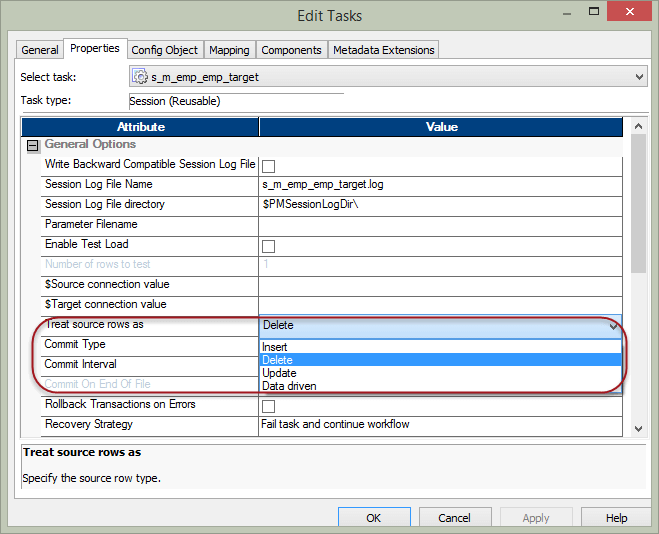 Edit Tasks
General Properties Config Object Mapping Components Metadata Extensions
Select task: s_m_emp_emp_target
Task type: Session (Reusable)
Attribute Value
General Options
Write Backward Compatible Session Log File
Session Log File Name s_m_emp_emp_target.log
Session Log File directory $PMSessionLogDir\
Parameter Filename
Enable Test Load
Number of rows to test 1
$Source connection value
$Target connection value
Treat source rows as Delete
Commit Type Insert
Delete
Commit Interval Update
Commit On End Of File Data driven
Rollback Transactions on Errors
Recovery Strategy Fail task and continue workflow
Treat source rows as
Specify the source row type.
OK Cancel Apply Help